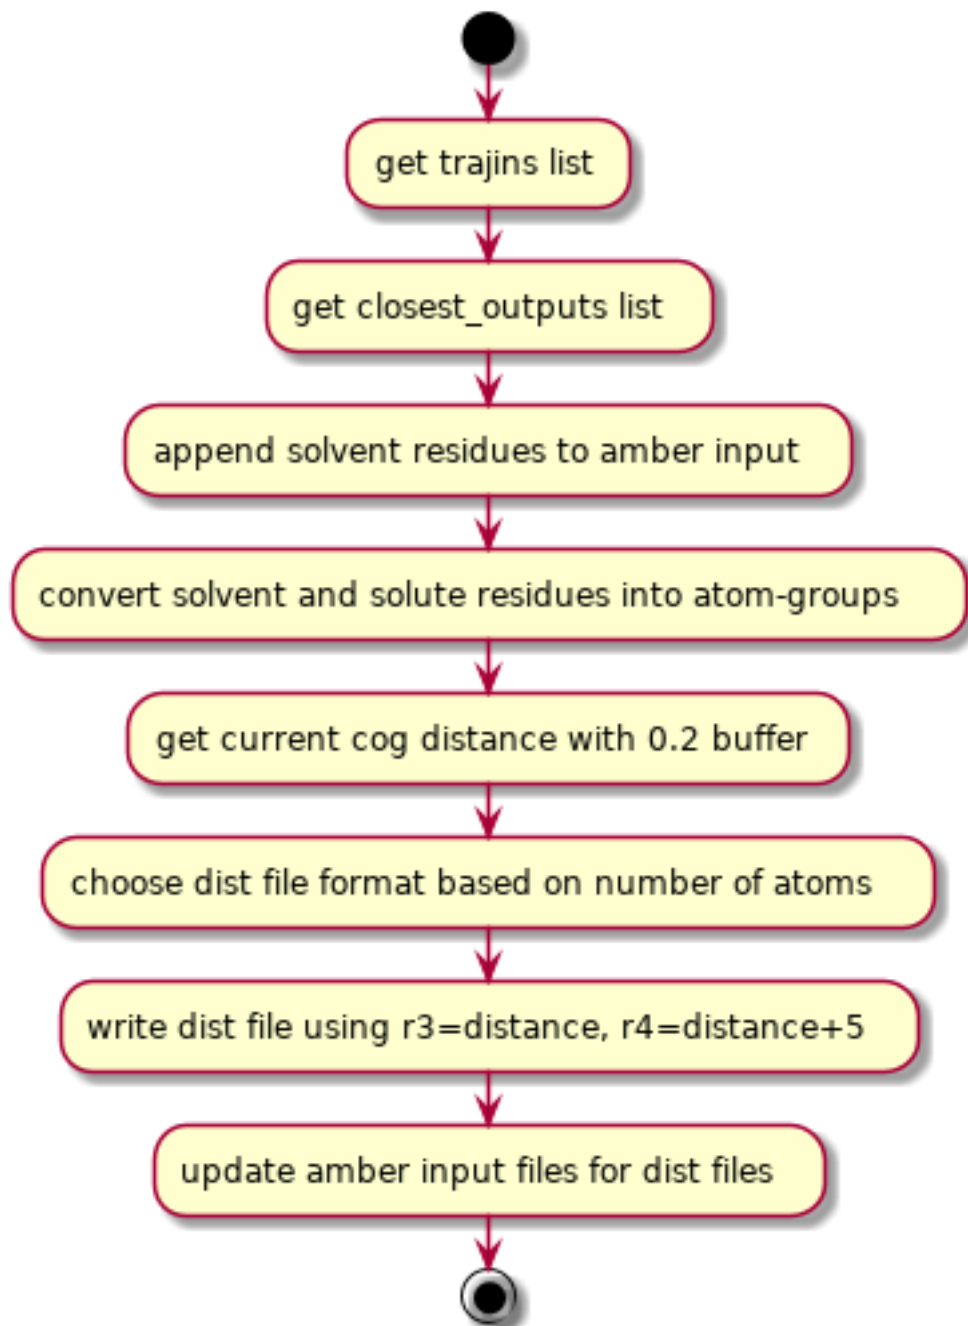 get trajins list
get closest_outputs list
append solvent residues to amber input
convert solvent and solute residues into atom-groups
get current cog distance with 0.2 buffer
choose dist file format based on number of atoms
write dist file using r3=distance, r4=distance+5
update amber input files for dist files